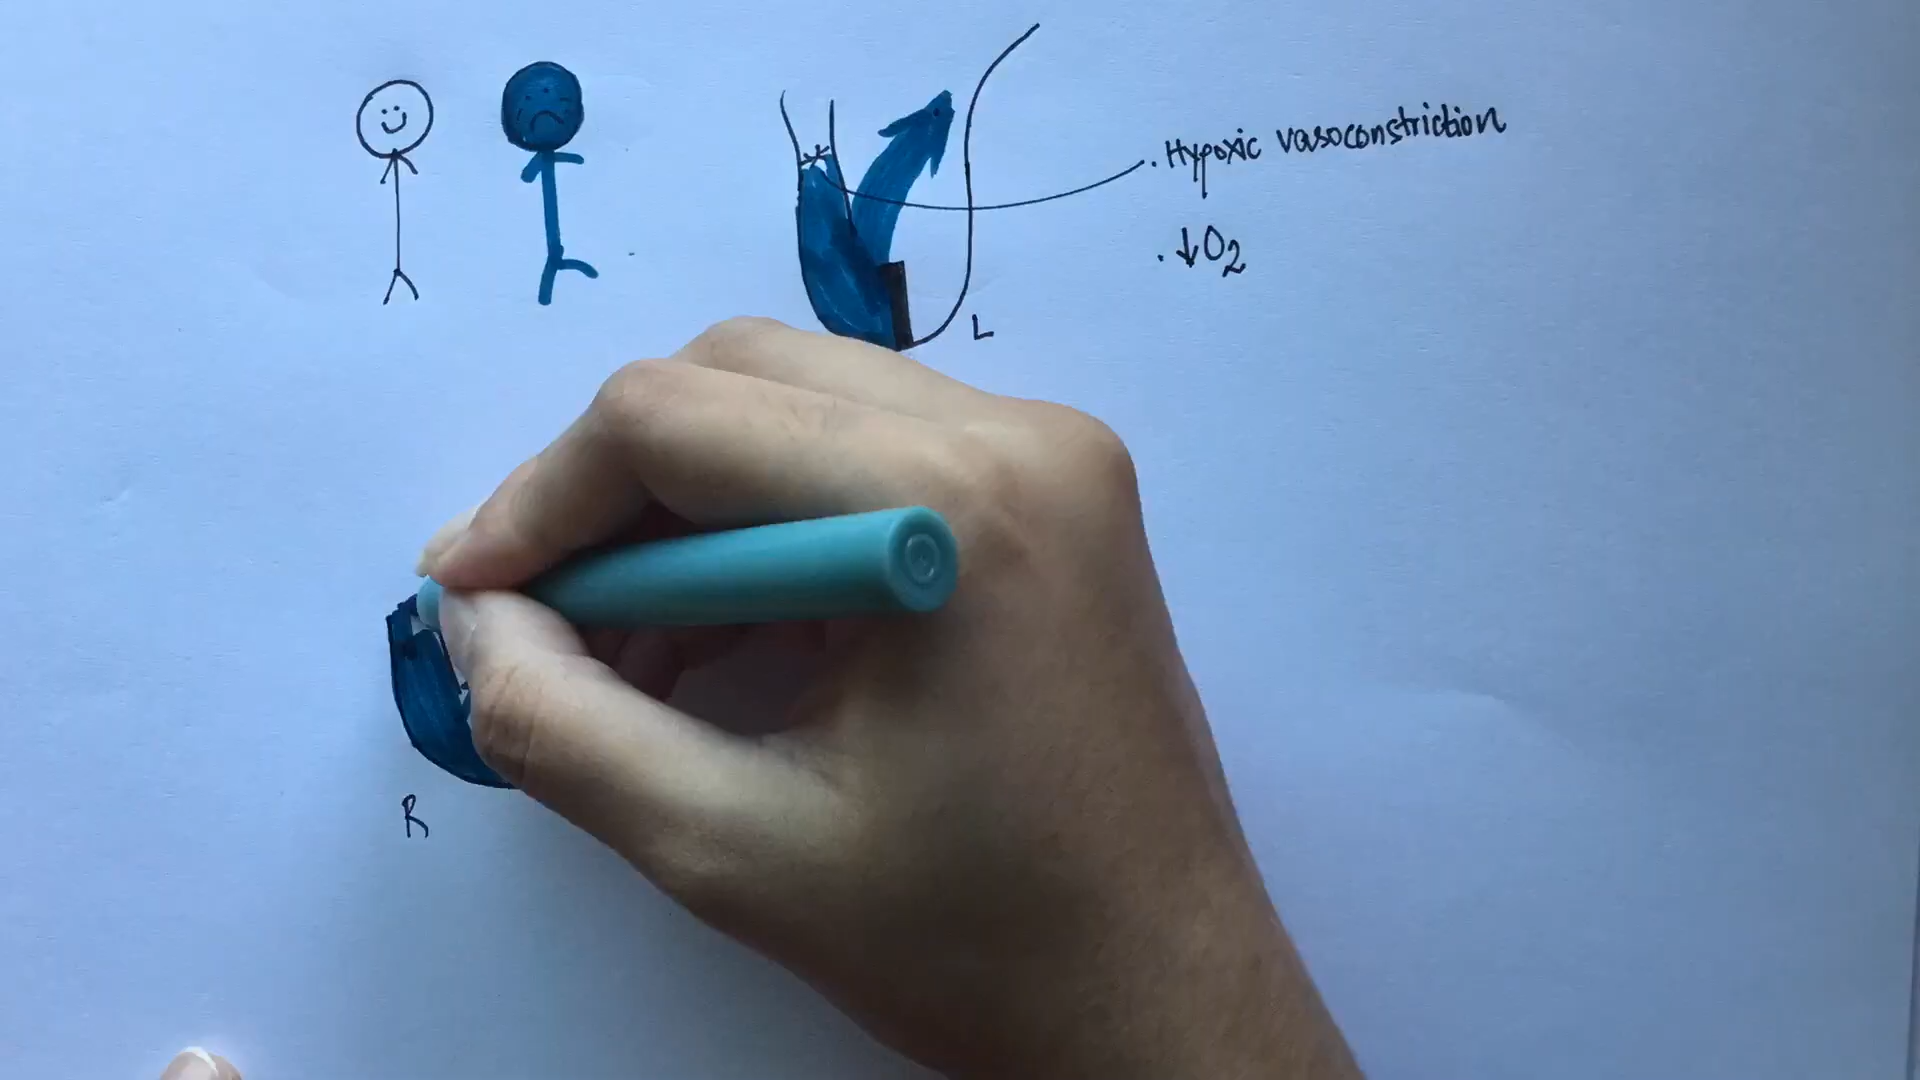 . Hypoxic vasoconstriction
. ↓O2
L
R